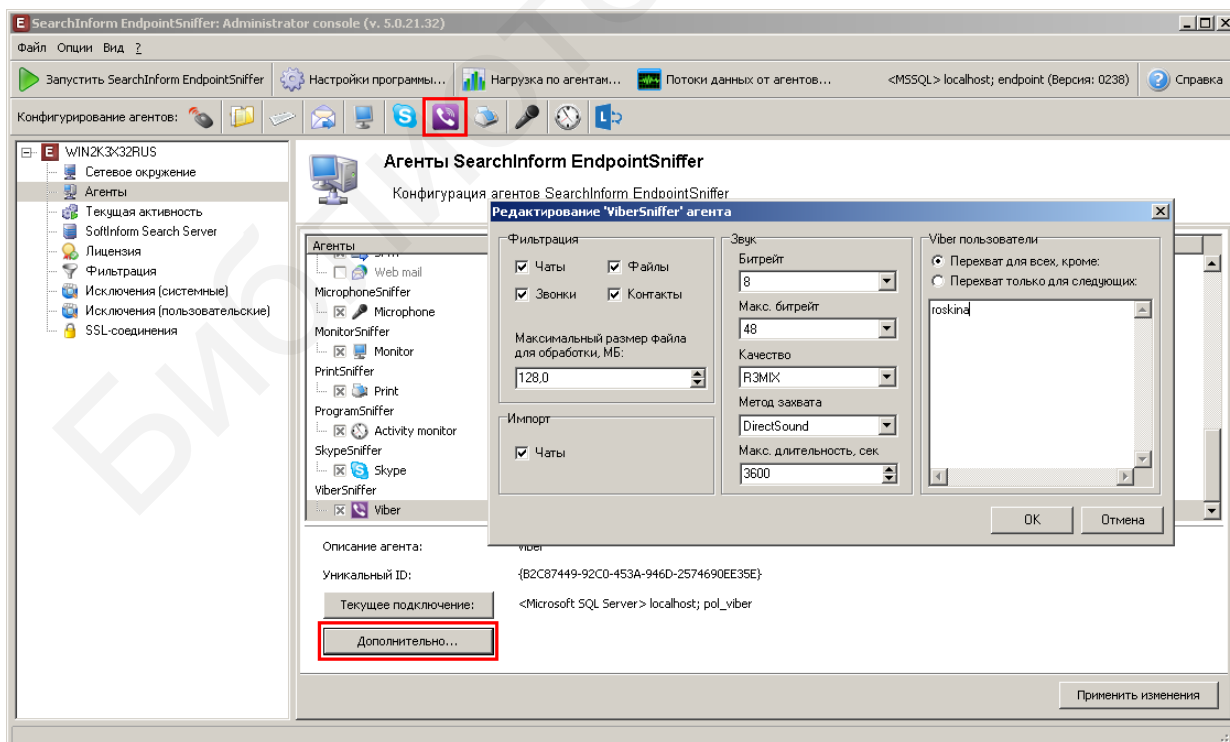 SearchInform EndpointSniffer: Administrator console (v. 5.0.21.32)
Файл Опции Вид ?
Запустить SearchInform EndpointSniffer Настройки программы... Нагрузка по агентам... Потоки данных от агентов... <MSSQL> localhost; endpoint (Версия: 0238) Справка
Конфигурирование агентов:
WIN2K3X32RUS
Сетевое окружение
Агенты
Текущая активность
SoftInform Search Server
Лицензия
Фильтрация
Исключения (системные)
Исключения (пользовательские)
SSL-соединения
Агенты SearchInform EndpointSniffer
Конфигурация агентов SearchInform EndpointSniffer
Агенты
Web mail
MicrophoneSniffer
Microphone
MonitorSniffer
Monitor
PrintSniffer
Print
ProgramSniffer
Activity monitor
SkypeSniffer
Skype
ViberSniffer
Viber
Редактирование 'ViberSniffer' агента
Фильтрация
Чаты Файлы
Звонки Контакты
Максимальный размер файла
для обработки, МБ:
128,0
Импорт
Чаты
Звук
Битрейт
8
Макс. битрейт
48
Качество
R3MIX
Метод захвата
DirectSound
Макс. длительность, сек
3600
Viber пользователи
Перехват для всех, кроме:
Перехват только для следующих:
roskina
OK Отмена
Описание агента: Viber
Уникальный ID: {B2C87449-92C0-453A-946D-2574690EE35E}
Текущее подключение: <Microsoft SQL Server> localhost; pol_viber
Дополнительно...
Применить изменения